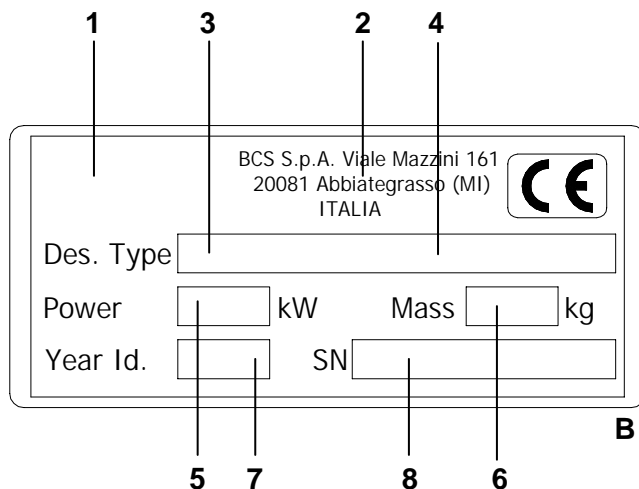 1 3 2 4
BCS S.p.A. Viale Mazzini 161
20081 Abbiategrasso (MI)
ITALIA
CE
Des. Type
Power kW Mass kg
Year Id. SN
B
5 7 8 6